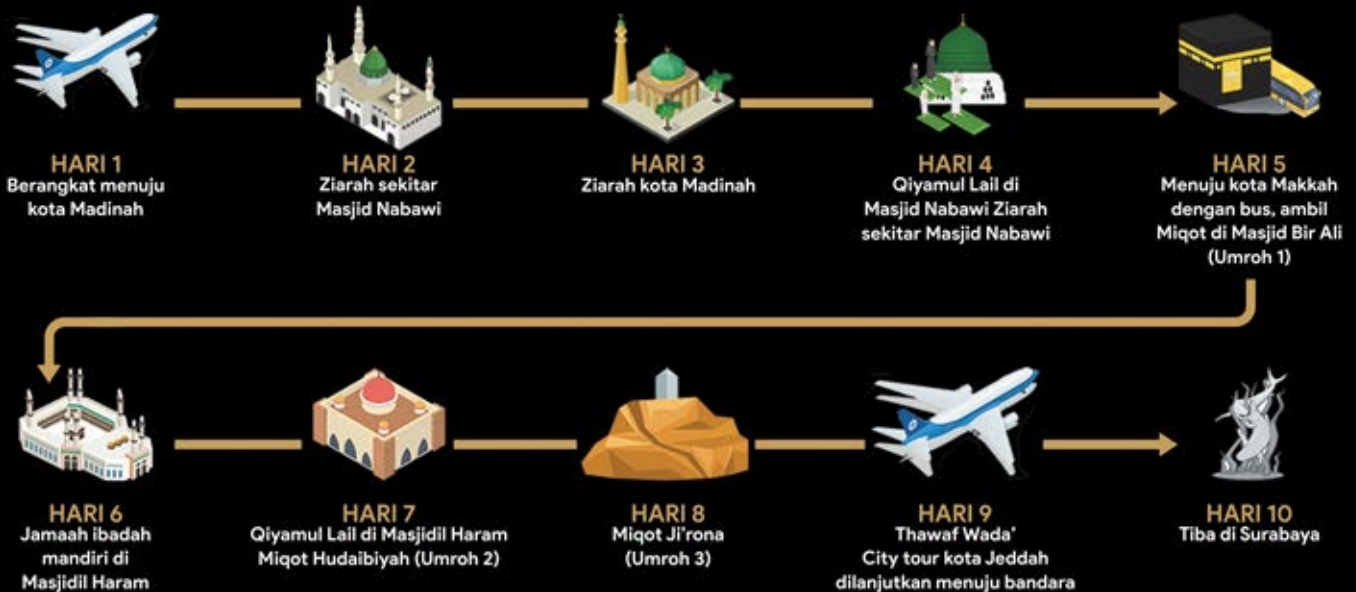 HARI 1
Berangkat menuju
kota Madinah
HARI 2
Ziarah sekitar
Masjid Nabawi
HARI 3
Ziarah kota Madinah
HARI 4
Qiyamul Lail di
Masjid Nabawi Ziarah
sekitar Masjid Nabawi
HARI 5
Menuju kota Makkah
dengan bus, ambil
Miqot di Masjid Bir Ali
(Umroh 1)
HARI 6
Jamaah ibadah
mandiri di
Masjidil Haram
HARI 7
Qiyamul Lail di Masjidil Haram
Miqot Hudaibiyah (Umroh 2)
HARI 8
Miqot Ji'rona
(Umroh 3)
HARI 9
Thawaf Wada'
City tour kota Jeddah
dilanjutkan menuju bandara
HARI 10
Tiba di Surabaya